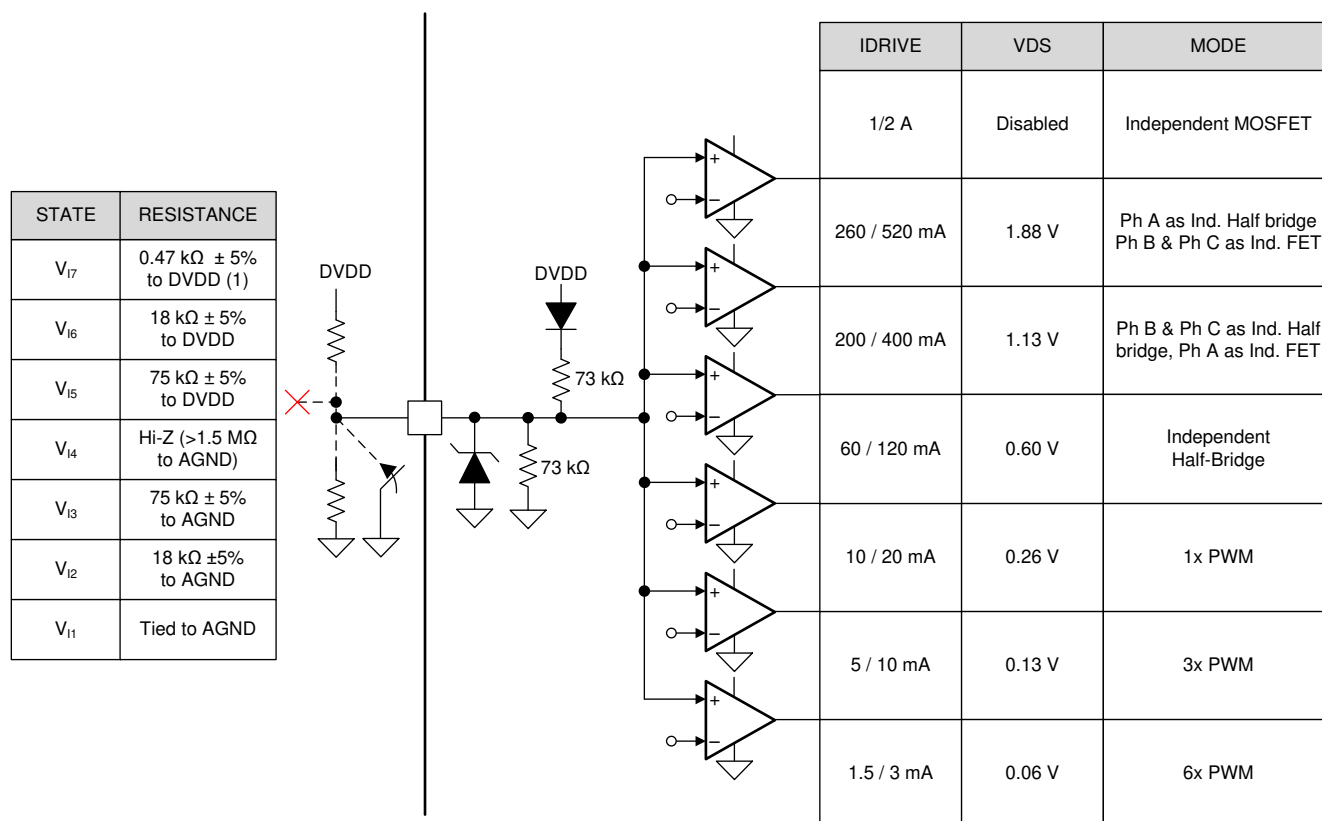 STATE RESISTANCE
V_I7 0.47 kΩ ± 5%
to DVDD (1)
V_I6 18 kΩ ± 5%
to DVDD
V_I5 75 kΩ ± 5%
to DVDD
V_I4 Hi-Z (>1.5 MΩ
to AGND)
V_I3 75 kΩ ± 5%
to AGND
V_I2 18 kΩ ±5%
to AGND
V_I1 Tied to AGND
DVDD
DVDD
73 kΩ
73 kΩ
+
−
+
−
+
−
+
−
+
−
+
−
IDRIVE VDS MODE
1/2 A Disabled Independent MOSFET
260 / 520 mA 1.88 V Ph A as Ind. Half bridge
Ph B & Ph C as Ind. FET
200 / 400 mA 1.13 V Ph B & Ph C as Ind. Half
bridge, Ph A as Ind. FET
60 / 120 mA 0.60 V Independent
Half-Bridge
10 / 20 mA 0.26 V 1x PWM
5 / 10 mA 0.13 V 3x PWM
1.5 / 3 mA 0.06 V 6x PWM